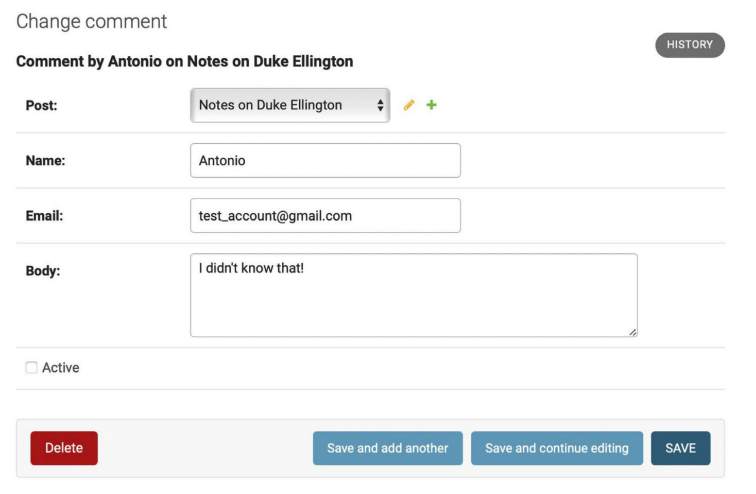 Change comment
HISTORY
Comment by Antonio on Notes on Duke Ellington
Post: Notes on Duke Ellington
Name: Antonio
Email: test_account@gmail.com
Body: I didn't know that!
Active
Delete Save and add another Save and continue editing SAVE